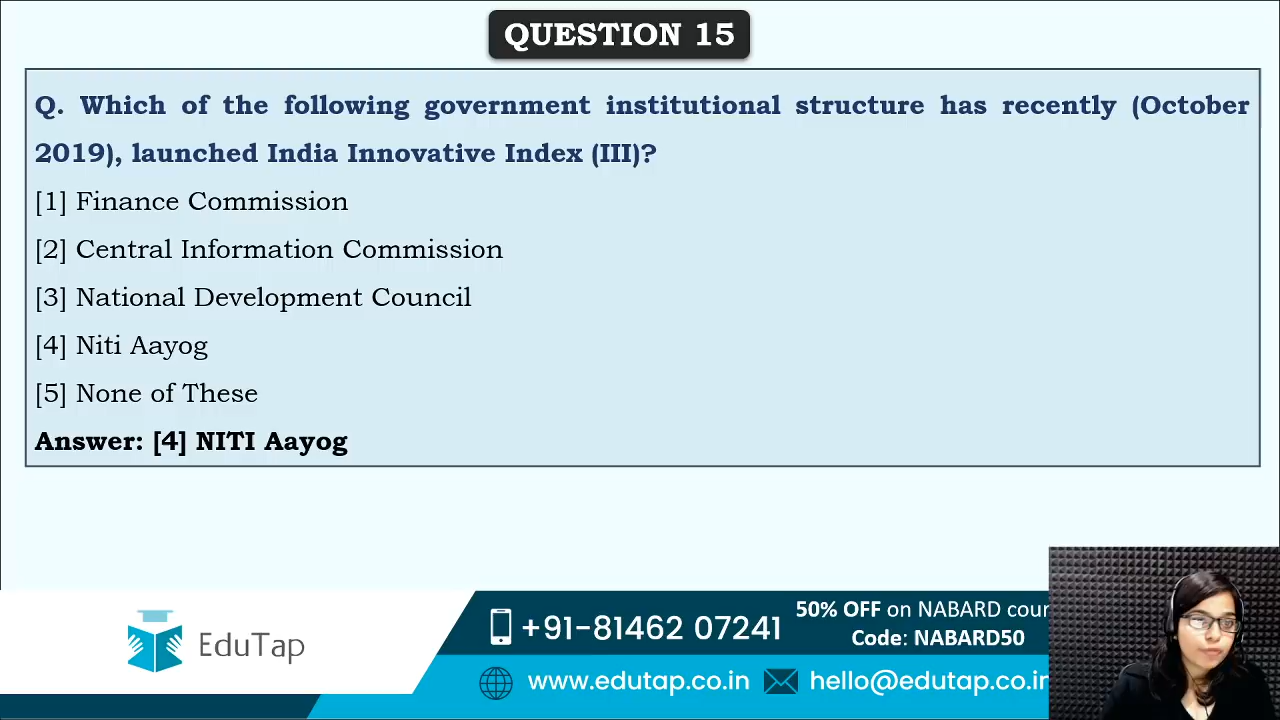 QUESTION 15
Q. Which of the following government institutional structure has recently (October
2019), launched India Innovative Index (III)?
[1] Finance Commission
[2] Central Information Commission
[3] National Development Council
[4] Niti Aayog
[5] None of These
Answer: [4] NITI Aayog
EduTap
+91-81462 07241
50% OFF on NABARD cour
Code: NABARD50
www.edutap.co.in
hello@edutap.co.in